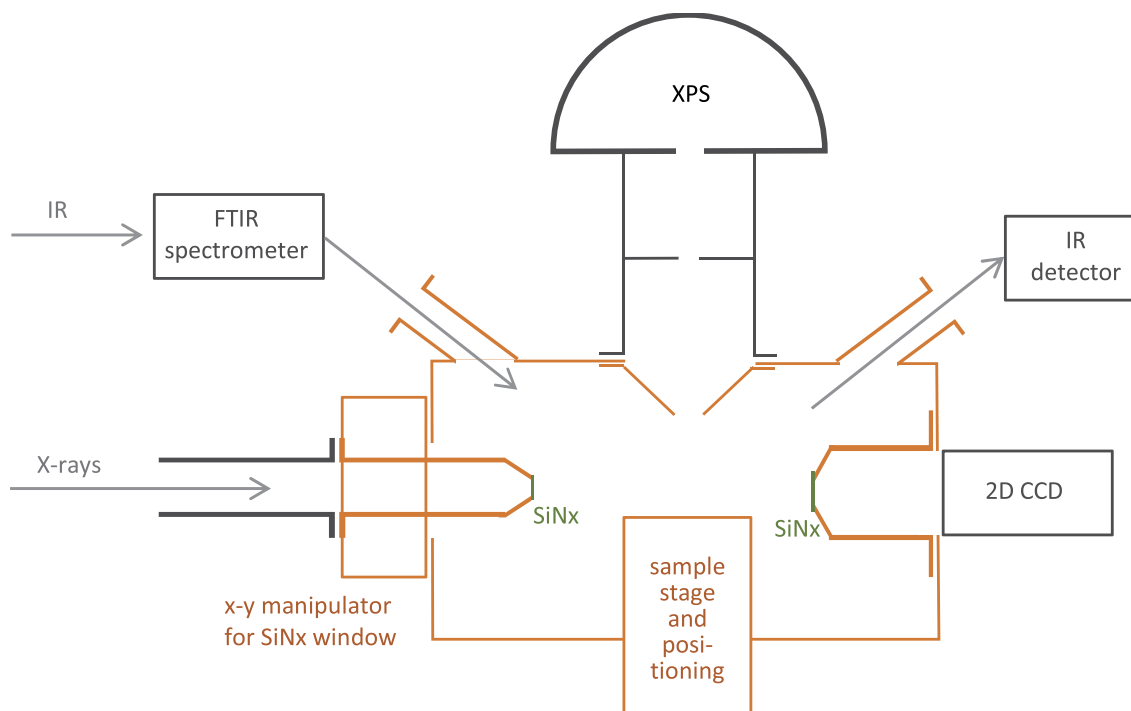 XPS
IR
FTIR
spectrometer
IR
detector
X-rays
SiNx
SiNx
2D CCD
x-y manipulator
for SiNx window
sample
stage
and
posi-
tioning